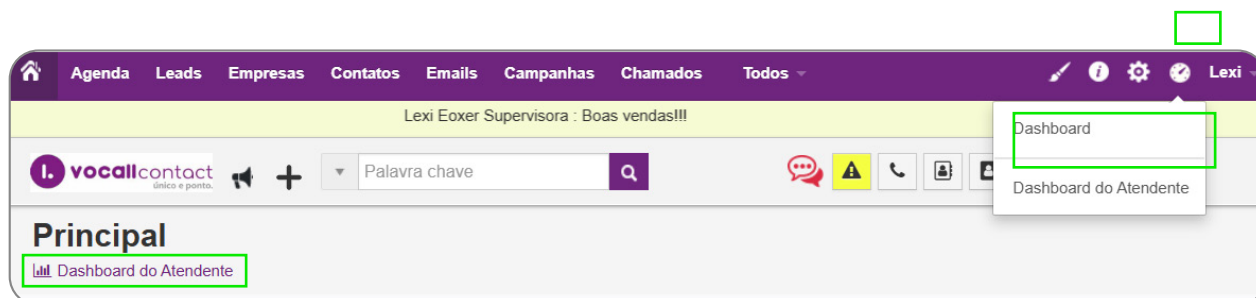 Agenda Leads Empresas Contatos Emails Campanhas Chamados Todos Lexi
Lexi Eoxer Supervisora : Boas vendas!!!
Dashboard
l. vocallcontact
único e ponto.
Palavra chave
Dashboard do Atendente
Principal
Dashboard do Atendente